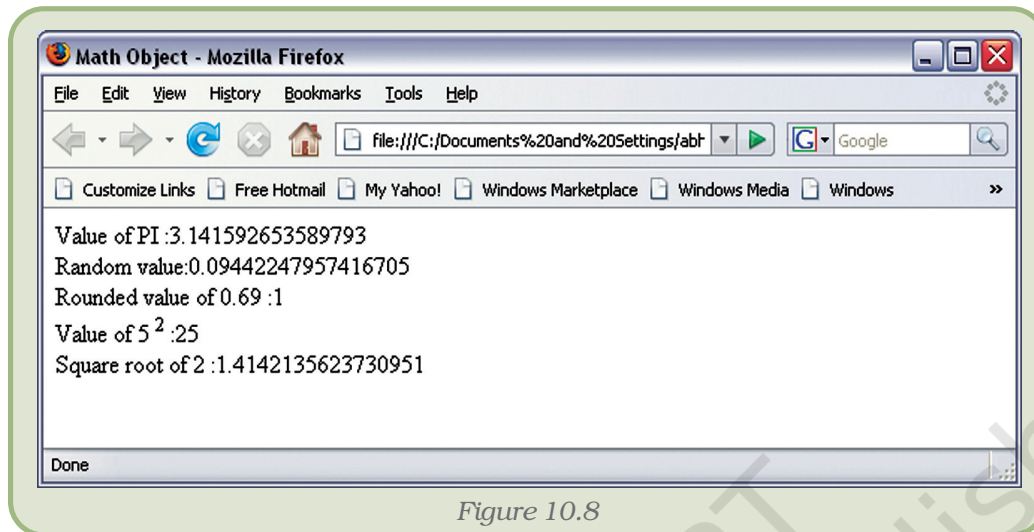 Math Object - Mozilla Firefox
File Edit View History Bookmarks Tools Help
file:///C:/Documents%20and%20Settings/abh
G Google
Customize Links Free Hotmail My Yahoo! Windows Marketplace Windows Media Windows »
Value of PI :3.141592653589793
Random value:0.09442247957416705
Rounded value of 0.69 :1
Value of 5 ² :25
Square root of 2 :1.4142135623730951
Done
Figure 10.8